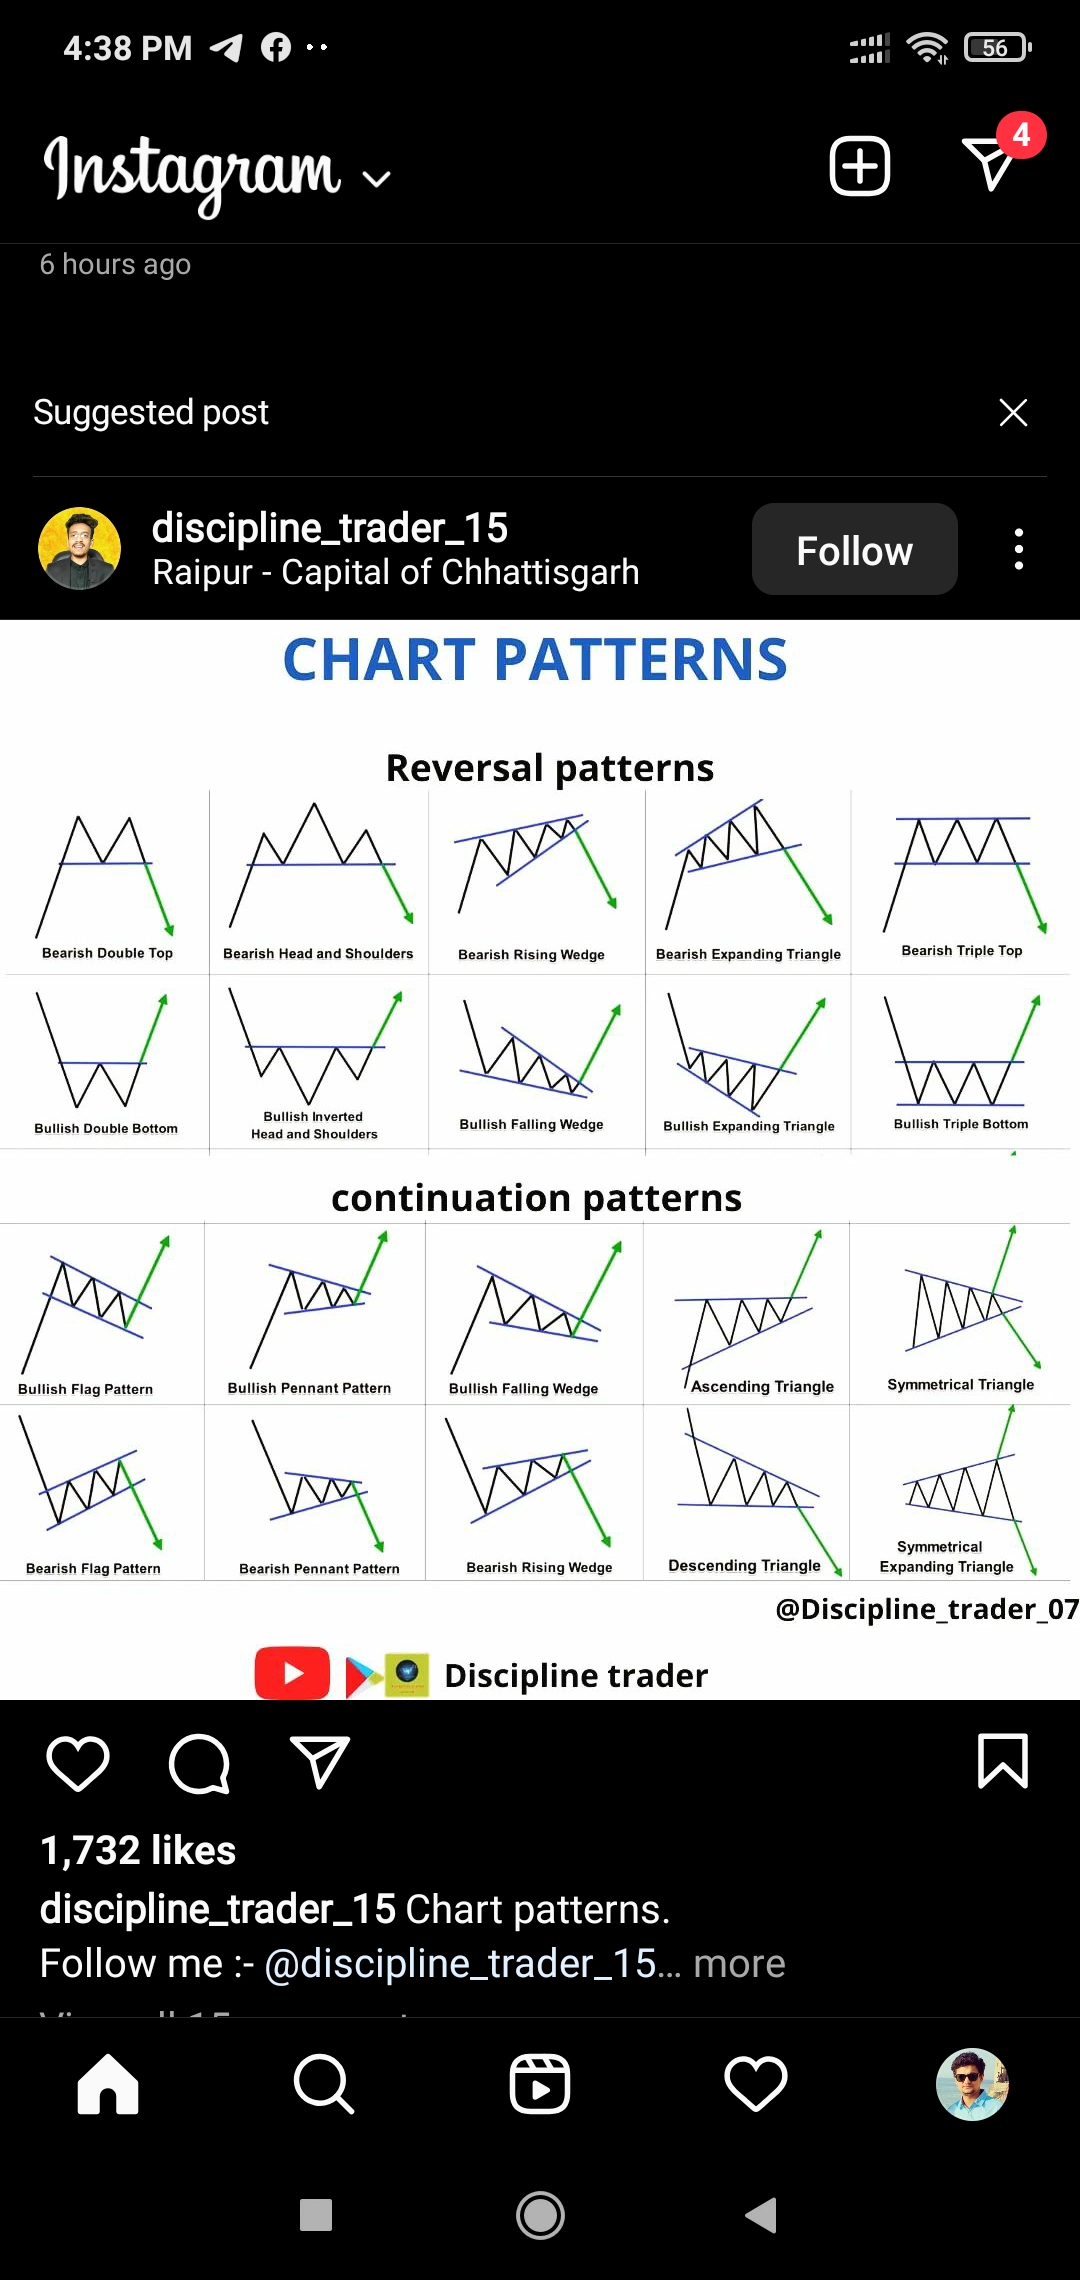 4:38 PM
56
Instagram
4
6 hours ago
Suggested post
discipline_trader_15
Raipur - Capital of Chhattisgarh
Follow
CHART PATTERNS
Reversal patterns
Bearish Double Top
Bearish Head and Shoulders
Bearish Rising Wedge
Bearish Expanding Triangle
Bearish Triple Top
Bullish Double Bottom
Bullish Inverted
Head and Shoulders
Bullish Falling Wedge
Bullish Expanding Triangle
Bullish Triple Bottom
continuation patterns
Bullish Flag Pattern
Bullish Pennant Pattern
Bullish Falling Wedge
Ascending Triangle
Symmetrical Triangle
Bearish Flag Pattern
Bearish Pennant Pattern
Bearish Rising Wedge
Descending Triangle
Symmetrical
Expanding Triangle
@Discipline_trader_07
Discipline trader
1,732 likes
discipline_trader_15 Chart patterns.
Follow me :- @discipline_trader_15... more